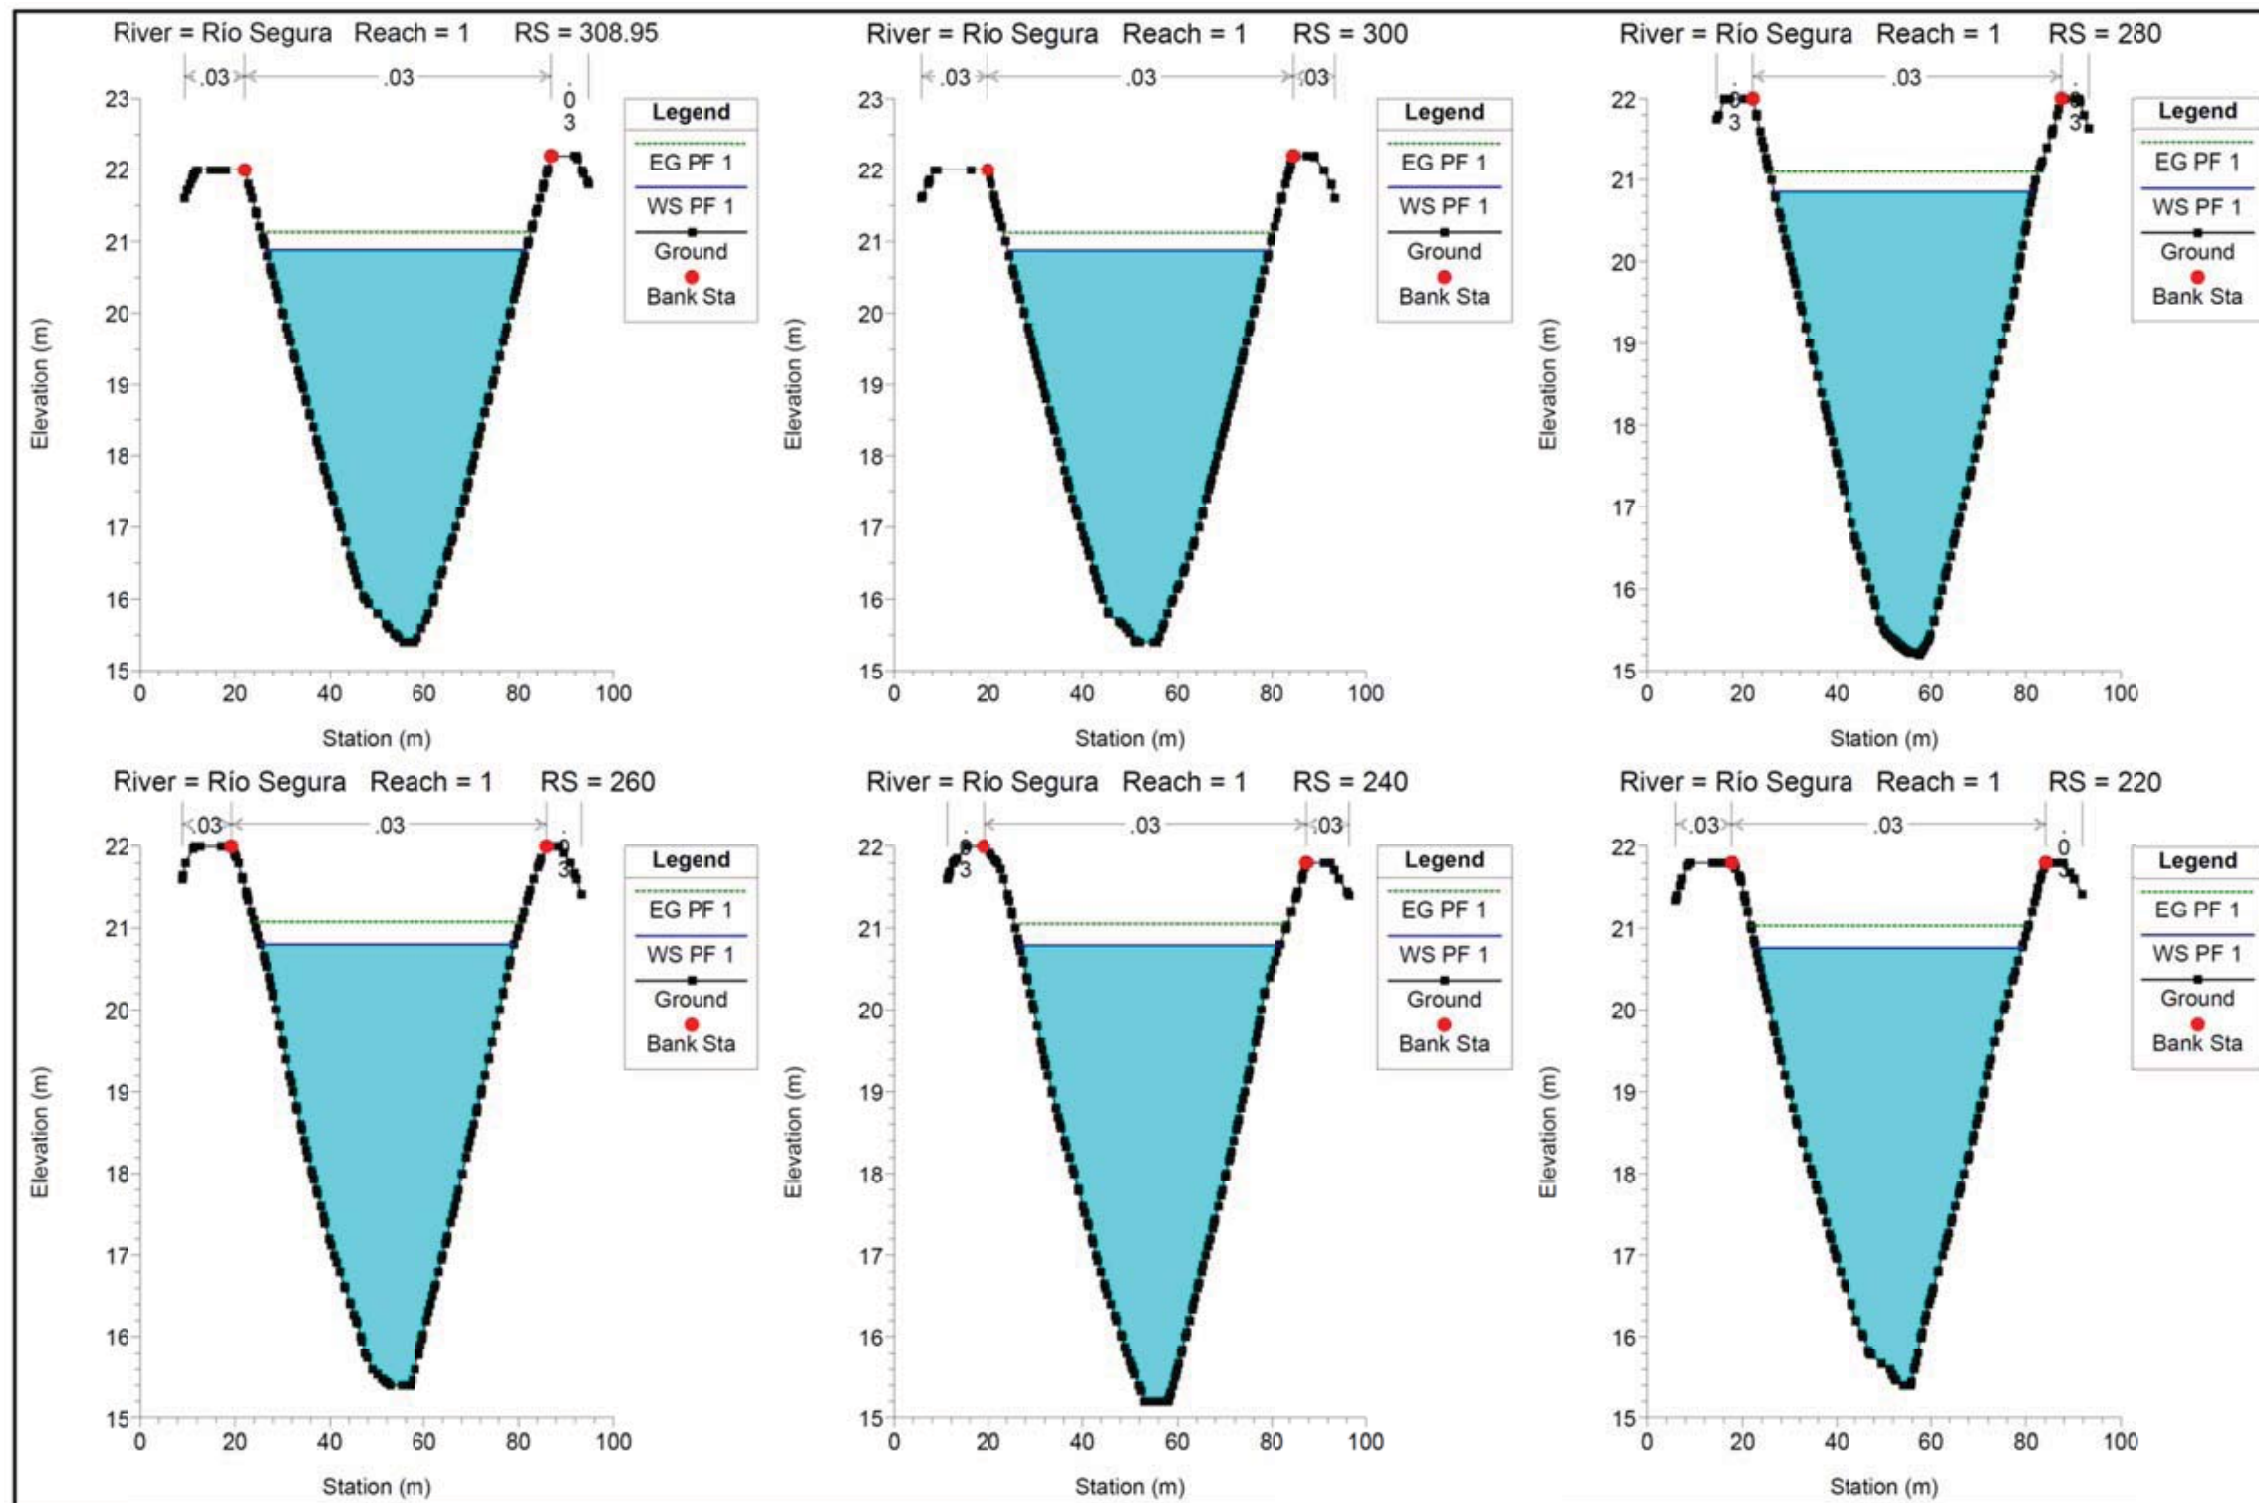 River = Río Segura Reach = 1 RS = 308.95
.03 .03 .03
23
22
21
20
19
18
17
16
15
Elevation (m)
0 20 40 60 80 100
Station (m)
Legend
EG PF 1
WS PF 1
Ground
Bank Sta
River = Río Segura Reach = 1 RS = 300
.03 .03 .03
23
22
21
20
19
18
17
16
15
Elevation (m)
0 20 40 60 80 100
Station (m)
Legend
EG PF 1
WS PF 1
Ground
Bank Sta
River = Río Segura Reach = 1 RS = 280
.03 .03 .03
22
21
20
19
18
17
16
15
Elevation (m)
0 20 40 60 80 100
Station (m)
Legend
EG PF 1
WS PF 1
Ground
Bank Sta
River = Río Segura Reach = 1 RS = 260
.03 .03 .03
22
21
20
19
18
17
16
15
Elevation (m)
0 20 40 60 80 100
Station (m)
Legend
EG PF 1
WS PF 1
Ground
Bank Sta
River = Río Segura Reach = 1 RS = 240
.03 .03 .03
22
21
20
19
18
17
16
15
Elevation (m)
0 20 40 60 80 100
Station (m)
Legend
EG PF 1
WS PF 1
Ground
Bank Sta
River = Río Segura Reach = 1 RS = 220
.03 .03 .03
22
21
20
19
18
17
16
15
Elevation (m)
0 20 40 60 80 100
Station (m)
Legend
EG PF 1
WS PF 1
Ground
Bank Sta